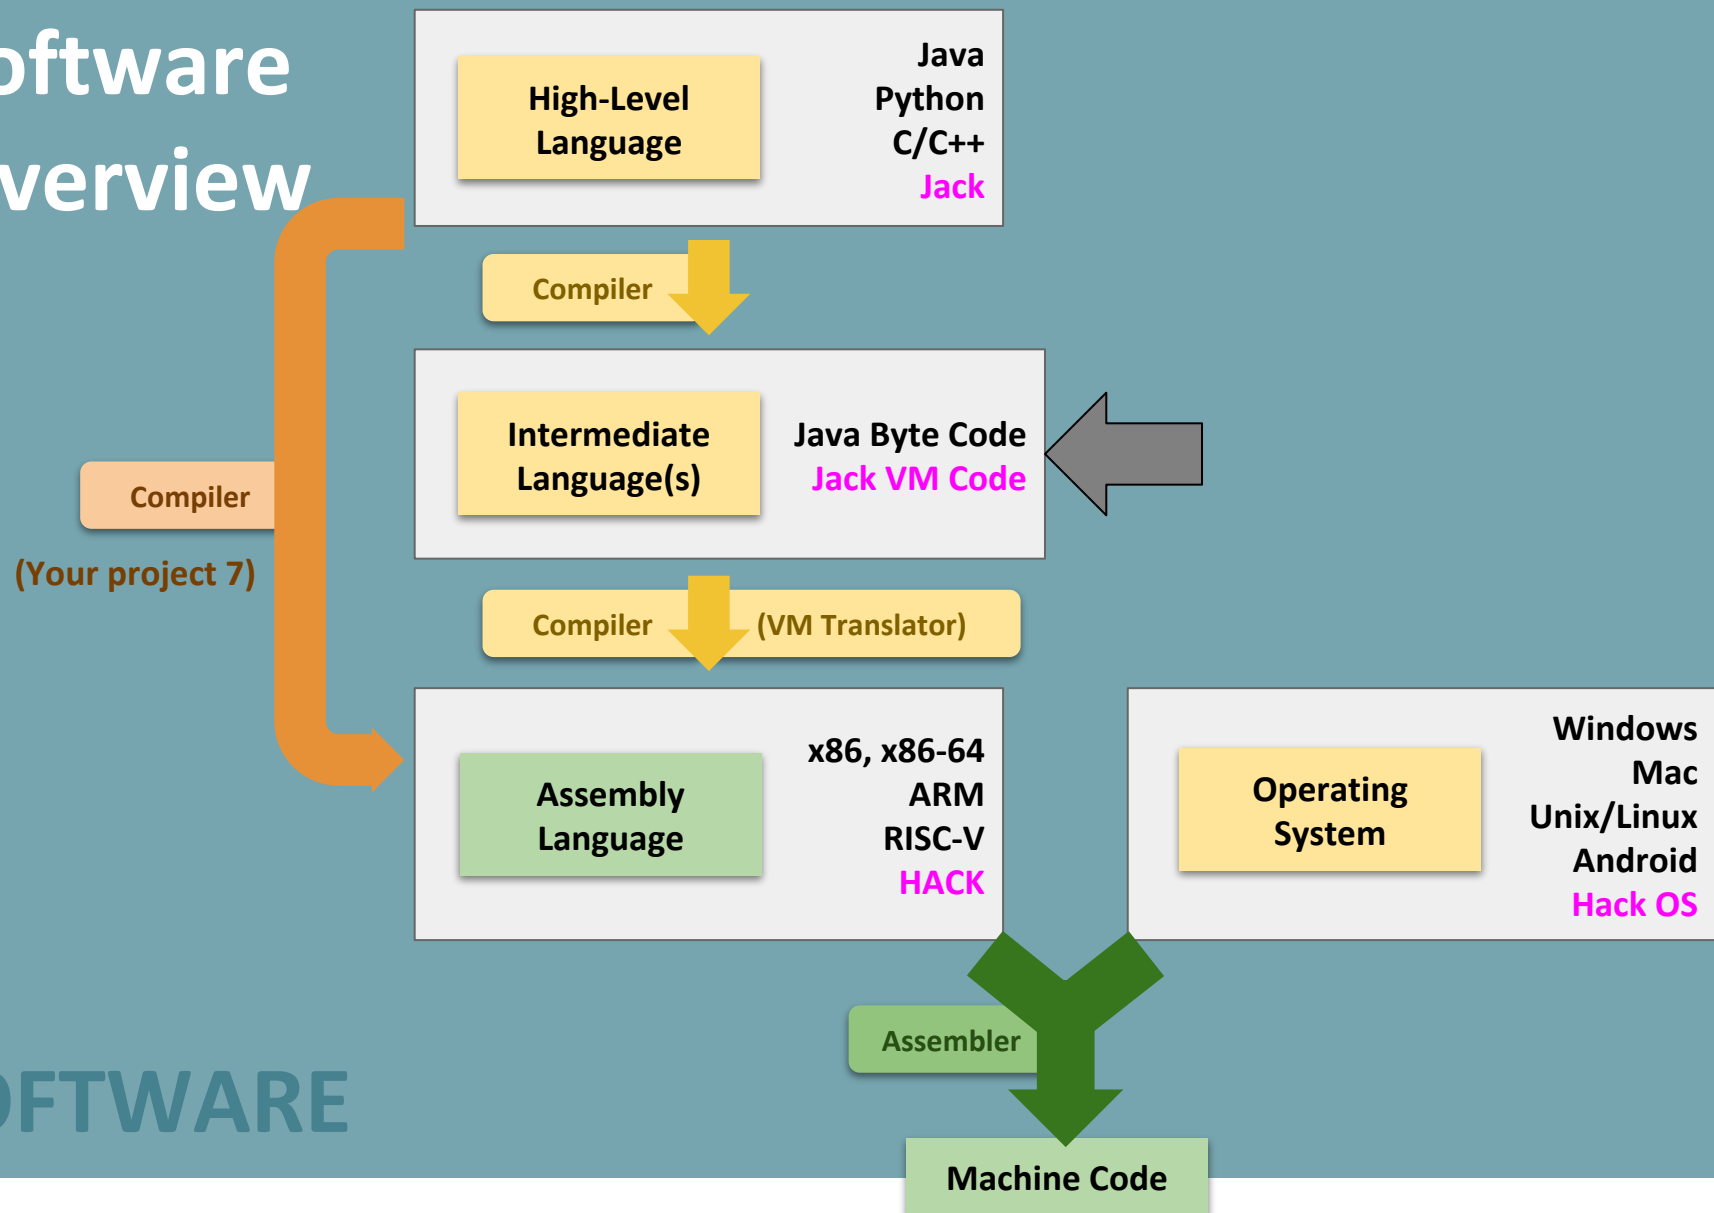 oftware
verview
High-Level
Language
Java
Python
C/C++
Jack
Compiler
Intermediate
Language(s)
Java Byte Code
Jack VM Code
Compiler
(Your project 7)
Compiler
(VM Translator)
Assembly
Language
x86, x86-64
ARM
RISC-V
HACK
Operating
System
Windows
Mac
Unix/Linux
Android
Hack OS
Assembler
OFTWARE
Machine Code